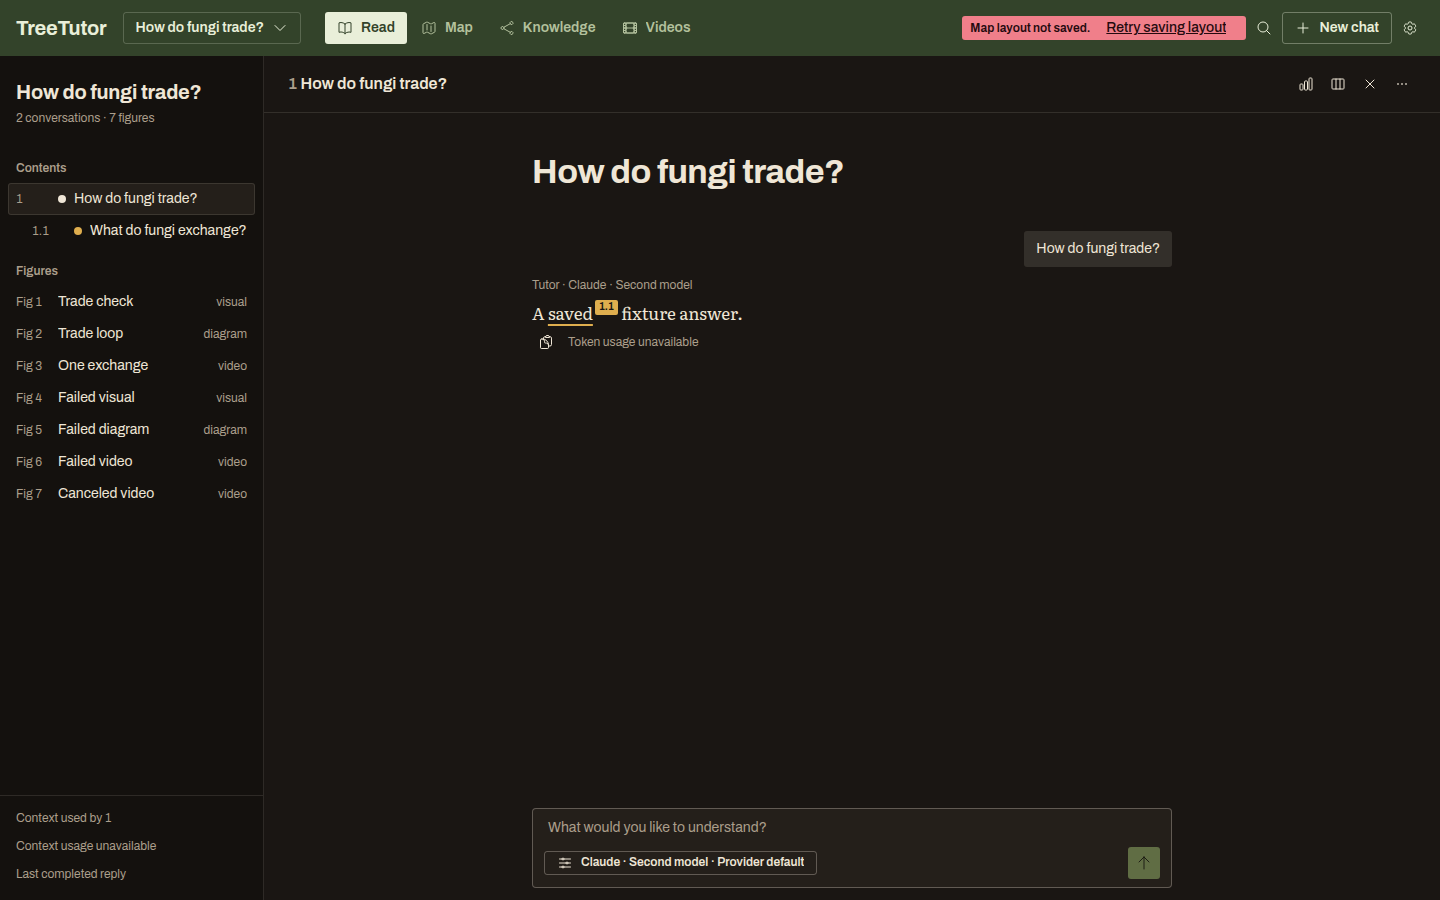 TreeTutor
How do fungi trade?
Read
Map
Knowledge
Videos
Map layout not saved. Retry saving layout
New chat
How do fungi trade?
2 conversations · 7 figures
Contents
1 How do fungi trade?
1.1 What do fungi exchange?
Figures
Fig 1 Trade check visual
Fig 2 Trade loop diagram
Fig 3 One exchange video
Fig 4 Failed visual visual
Fig 5 Failed diagram diagram
Fig 6 Failed video video
Fig 7 Canceled video video
Context used by 1
Context usage unavailable
Last completed reply
1 How do fungi trade?
How do fungi trade?
How do fungi trade?
Tutor · Claude · Second model
A saved 1.1 fixture answer.
Token usage unavailable
What would you like to understand?
Claude · Second model · Provider default